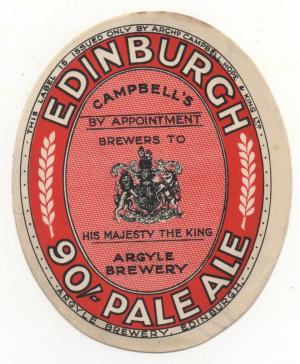 THIS LABEL IS ISSUED ONLY BY ARCHD CAMPBELL HOPE & KING LTD.
EDINBURGH
CAMPBELL'S
BY APPOINTMENT
BREWERS TO
HIS MAJESTY THE KING
ARGYLE
BREWERY
90/- PALE ALE
ARGYLE BREWERY, EDINBURGH.